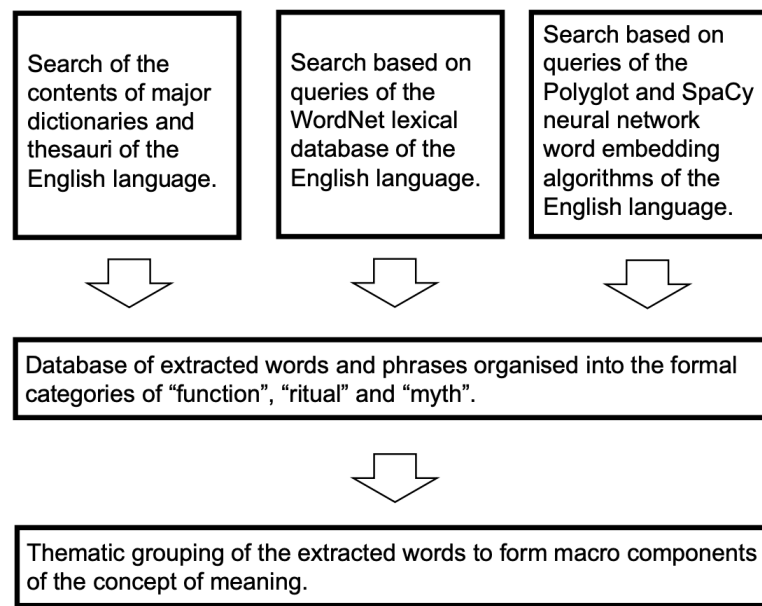 Search of the
contents of major
dictionaries and
thesauri of the
English language.
Search based on
queries of the
WordNet lexical
database of the
English language.
Search based on
queries of the
Polyglot and SpaCy
neural network
word embedding
algorithms of the
English language.
Database of extracted words and phrases organised into the formal
categories of “function”, “ritual” and “myth”.
Thematic grouping of the extracted words to form macro components
of the concept of meaning.